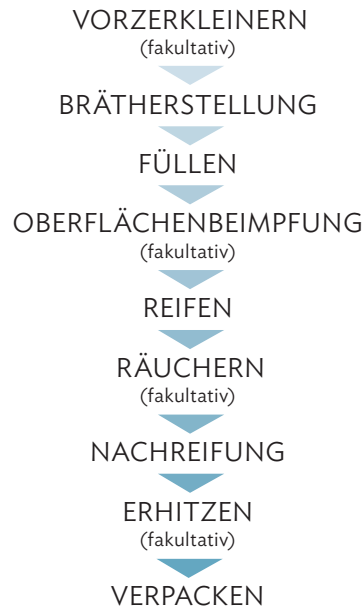 VORZERKLEINERN
(fakultativ)
BRÄTHERSTELLUNG
FÜLLEN
OBERFLÄCHENBEIMPFUNG
(fakultativ)
REIFEN
RÄUCHERN
(fakultativ)
NACHREIFUNG
ERHITZEN
(fakultativ)
VERPACKEN